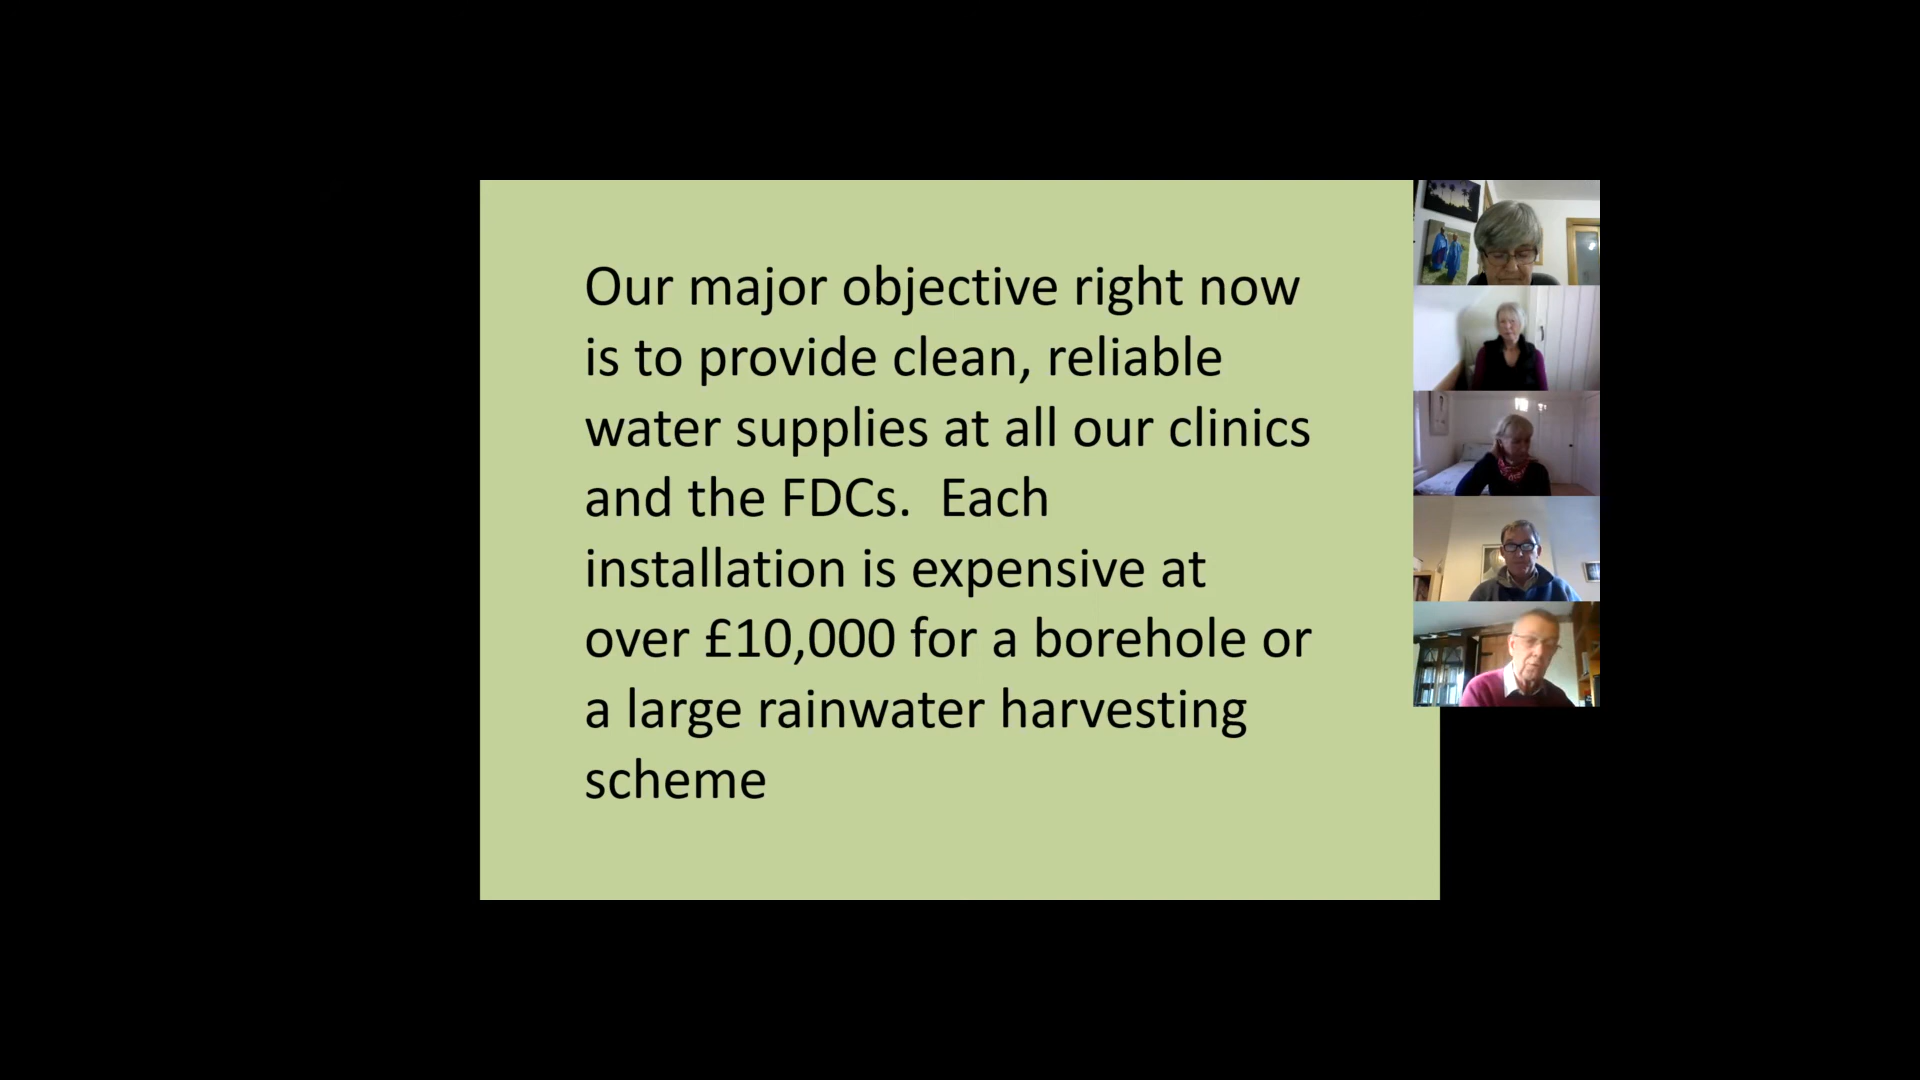 Our major objective right now
is to provide clean, reliable
water supplies at all our clinics
and the FDCs.  Each
installation is expensive at
over £10,000 for a borehole or
a large rainwater harvesting
scheme